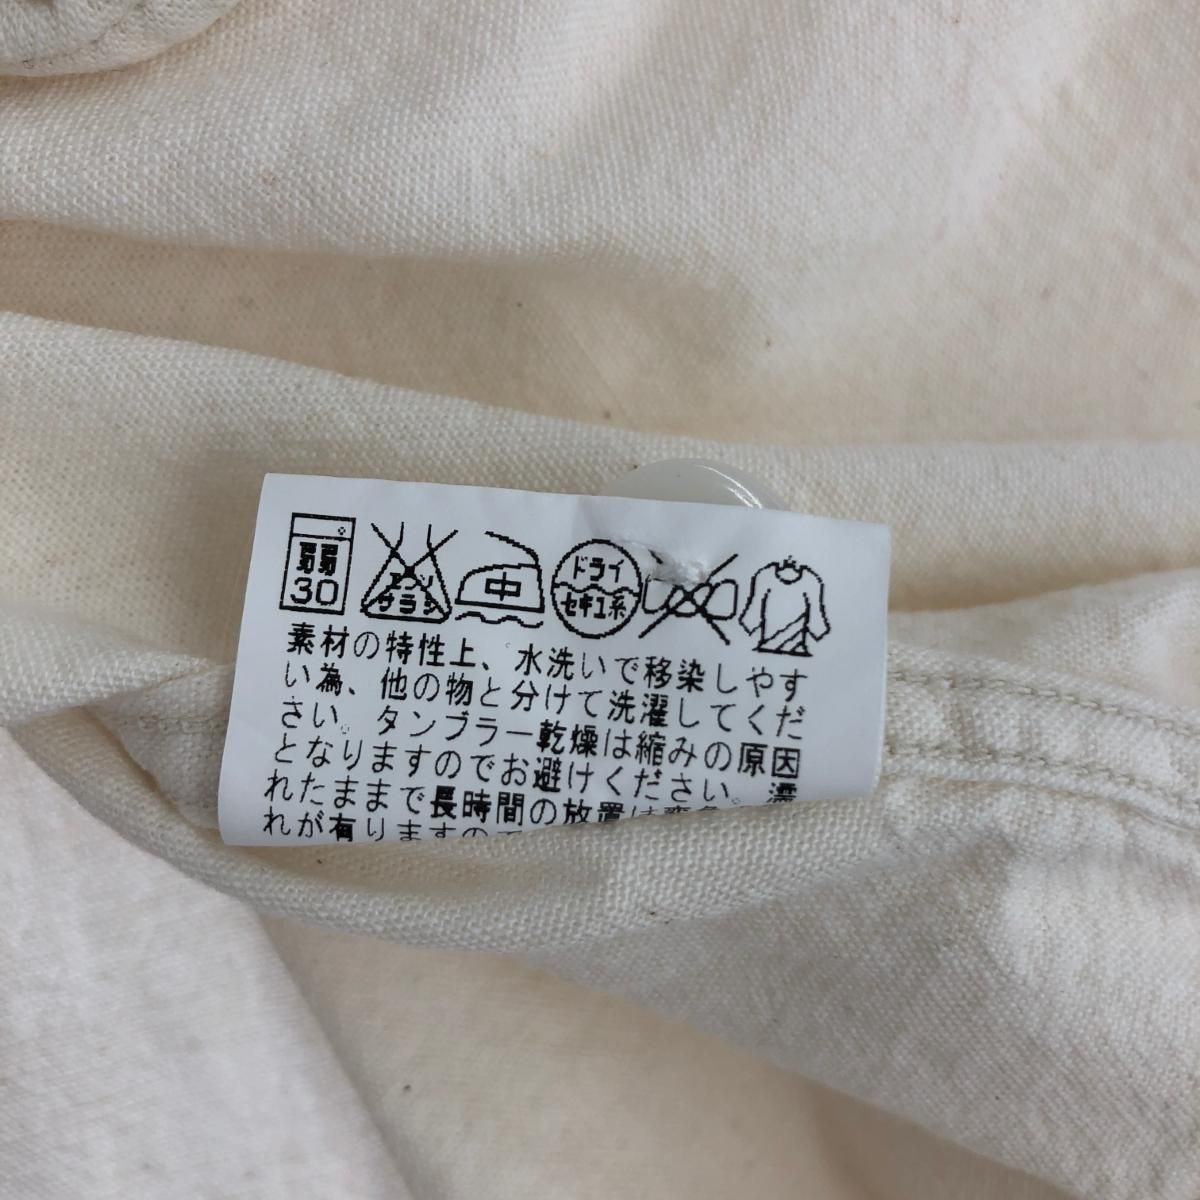 弱 30 エンソ サラシ 中 ドライ セキユ系
素材の特性上、水洗いで移染しやす
い為、他の物と分けて洗濯してくだ
さい。タンブラー乾燥は縮みの原因
となりますのでお避けください。濡
れたままで長時間の放置は変色
れが有りますので